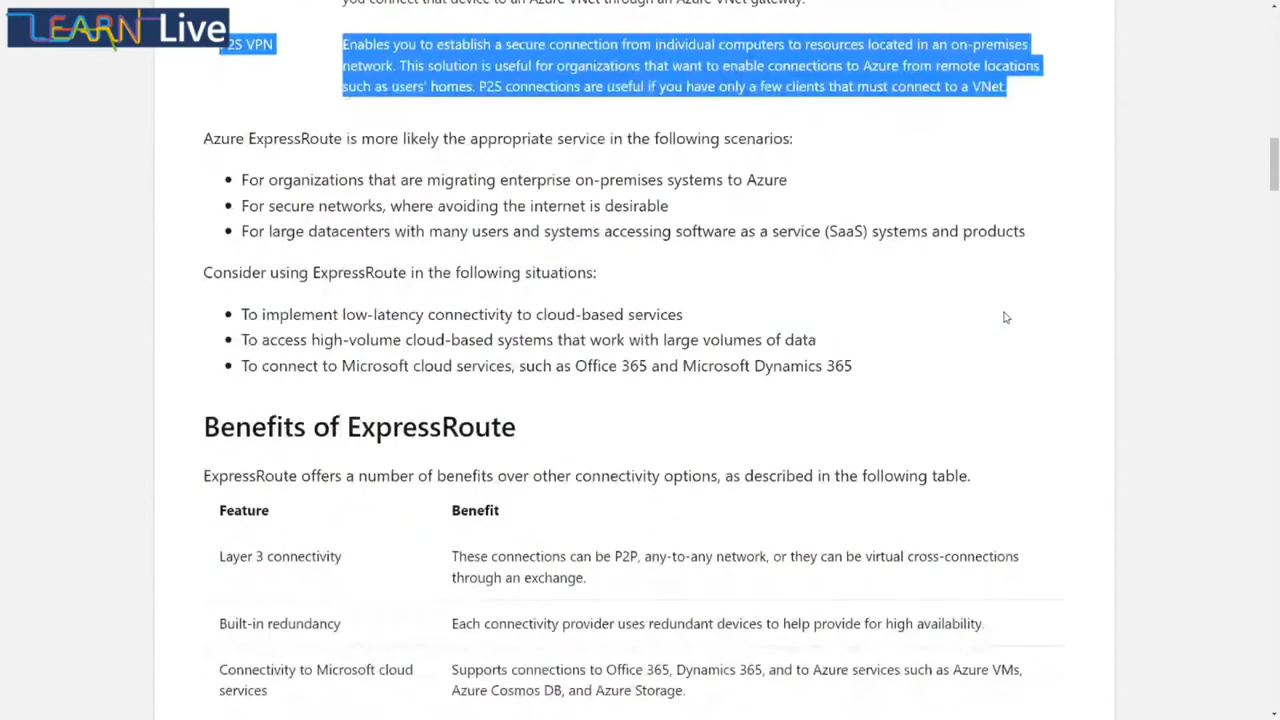 you connect that device to an Azure VNet through an Azure VNet gateway.
LEARN Live
P2S VPN
Enables you to establish a secure connection from individual computers to resources located in an on-premises
network. This solution is useful for organizations that want to enable connections to Azure from remote locations
such as users' homes. P2S connections are useful if you have only a few clients that must connect to a VNet.
Azure ExpressRoute is more likely the appropriate service in the following scenarios:
• For organizations that are migrating enterprise on-premises systems to Azure
• For secure networks, where avoiding the internet is desirable
• For large datacenters with many users and systems accessing software as a service (SaaS) systems and products
Consider using ExpressRoute in the following situations:
• To implement low-latency connectivity to cloud-based services
• To access high-volume cloud-based systems that work with large volumes of data
• To connect to Microsoft cloud services, such as Office 365 and Microsoft Dynamics 365
Benefits of ExpressRoute
ExpressRoute offers a number of benefits over other connectivity options, as described in the following table.
Feature
Benefit
Layer 3 connectivity
These connections can be P2P, any-to-any network, or they can be virtual cross-connections
through an exchange.
Built-in redundancy
Each connectivity provider uses redundant devices to help provide for high availability.
Connectivity to Microsoft cloud
services
Supports connections to Office 365, Dynamics 365, and to Azure services such as Azure VMs,
Azure Cosmos DB, and Azure Storage.